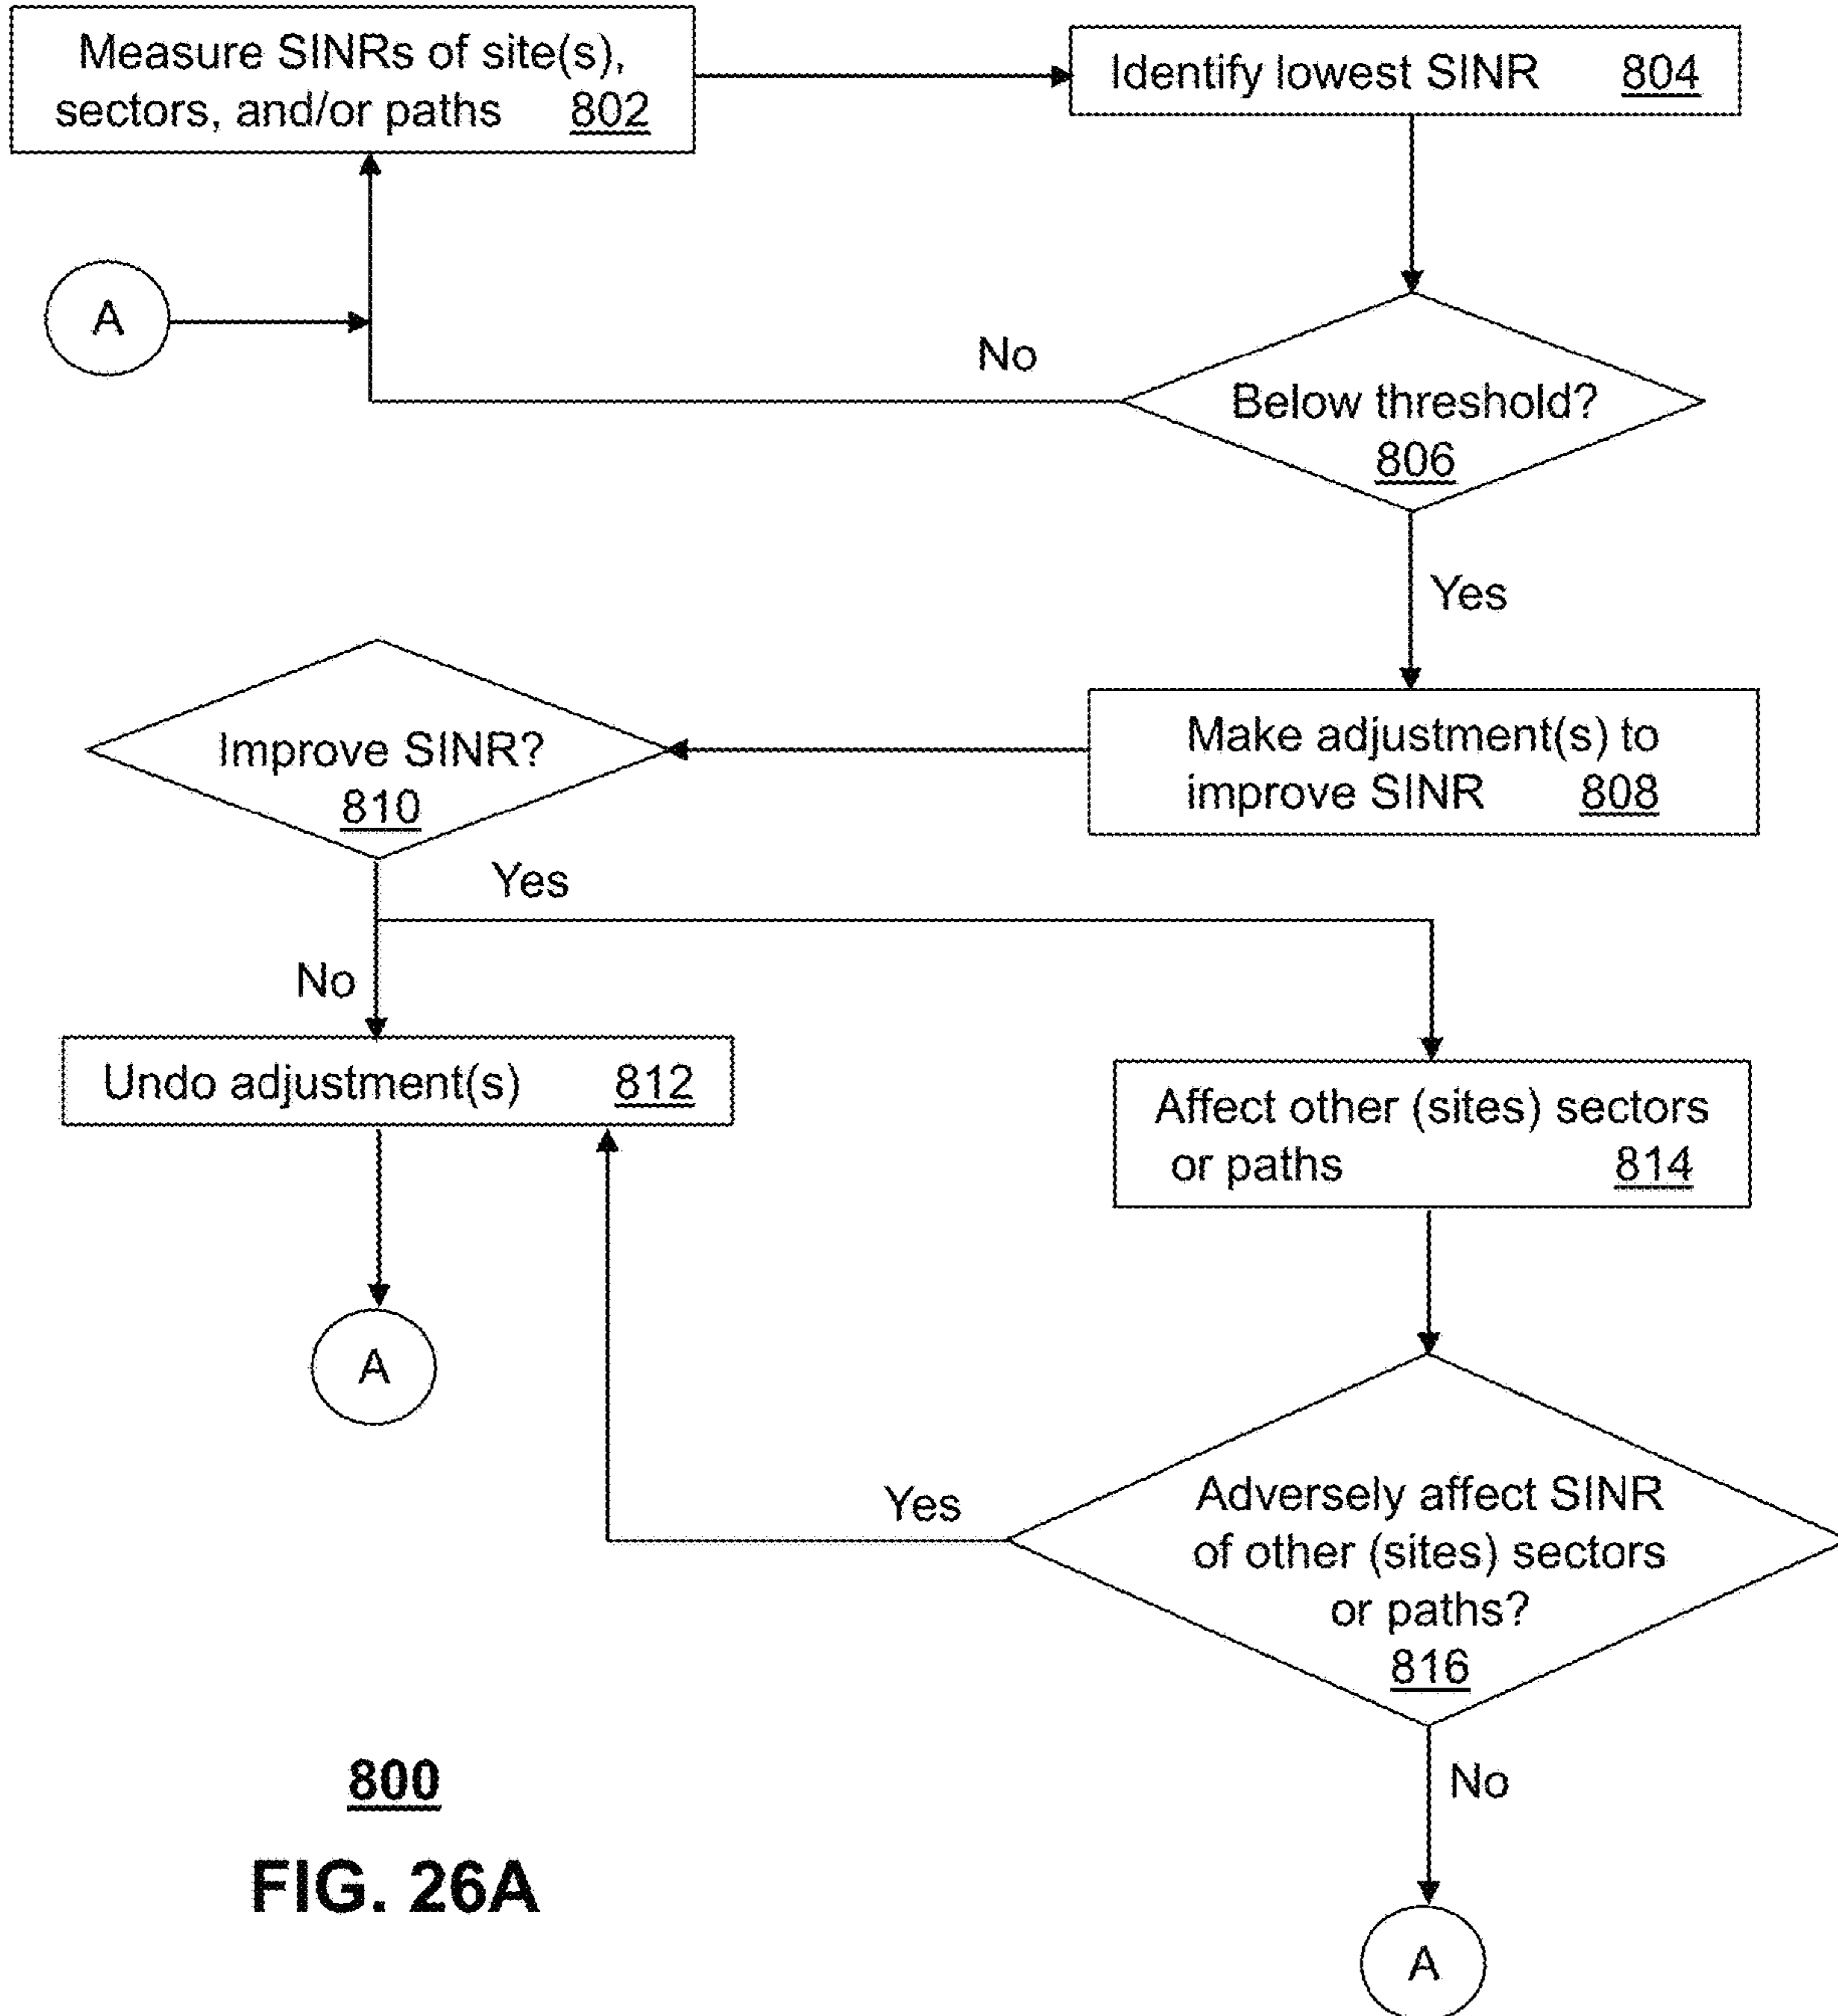 Measure SINRs of site(s),
sectors, and/or paths 802
Identify lowest SINR 804
A
No
Below threshold?
806
Yes
Improve SINR?
810
Make adjustment(s) to
improve SINR 808
Yes
No
Undo adjustment(s) 812
Affect other (sites) sectors
or paths 814
A
Yes
Adversely affect SINR
of other (sites) sectors
or paths?
816
No
800
FIG. 26A
A